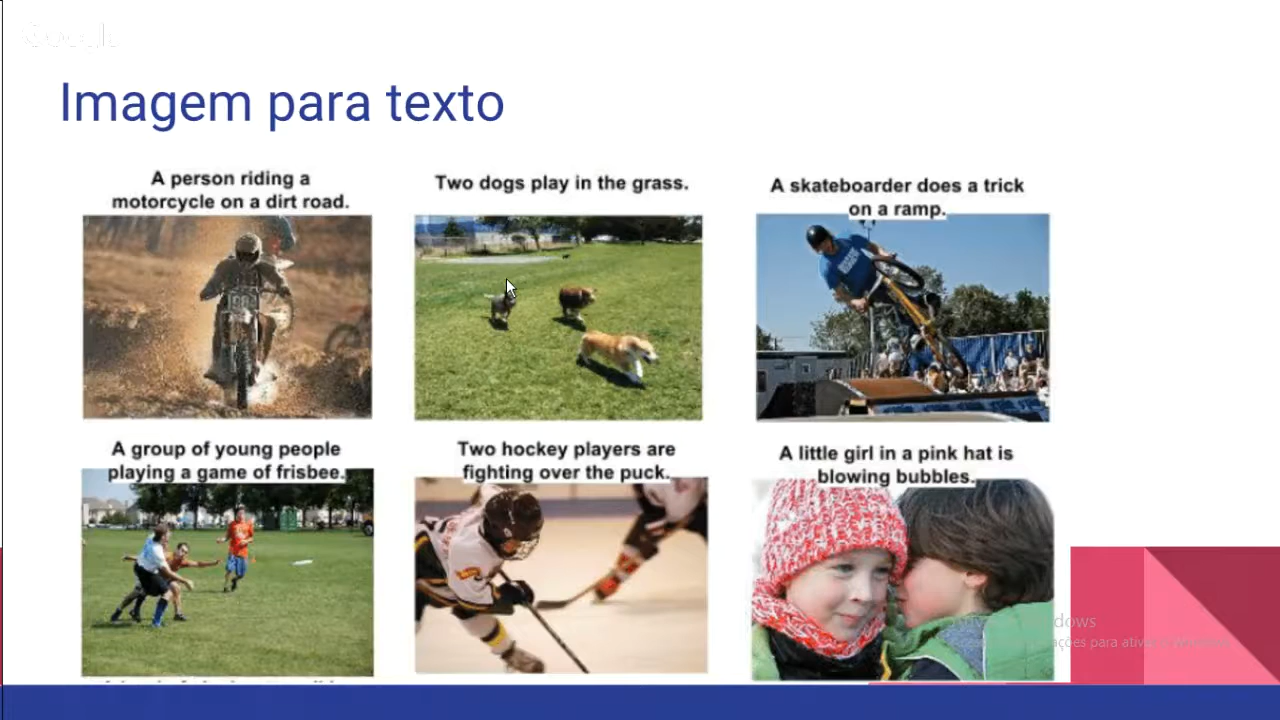 Imagem para texto
A person riding a
motorcycle on a dirt road.
Two dogs play in the grass.
A skateboarder does a trick
on a ramp.
A group of young people
playing a game of frisbee.
Two hockey players are
fighting over the puck.
A little girl in a pink hat is
blowing bubbles.